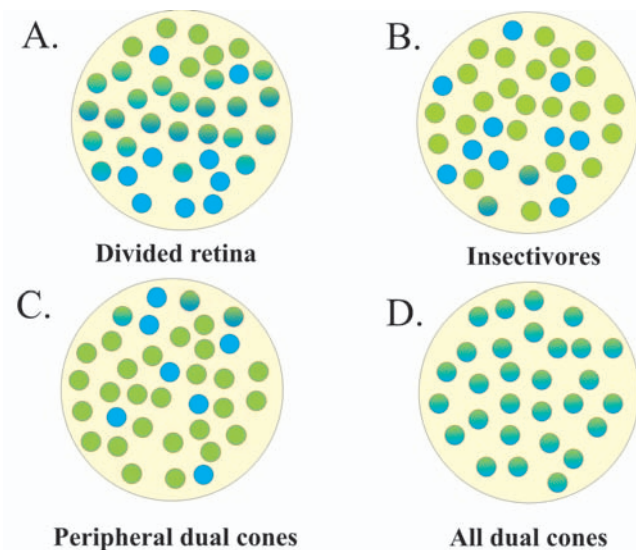 A.
B.
Divided retina
Insectivores
C.
D.
Peripheral dual cones
All dual cones